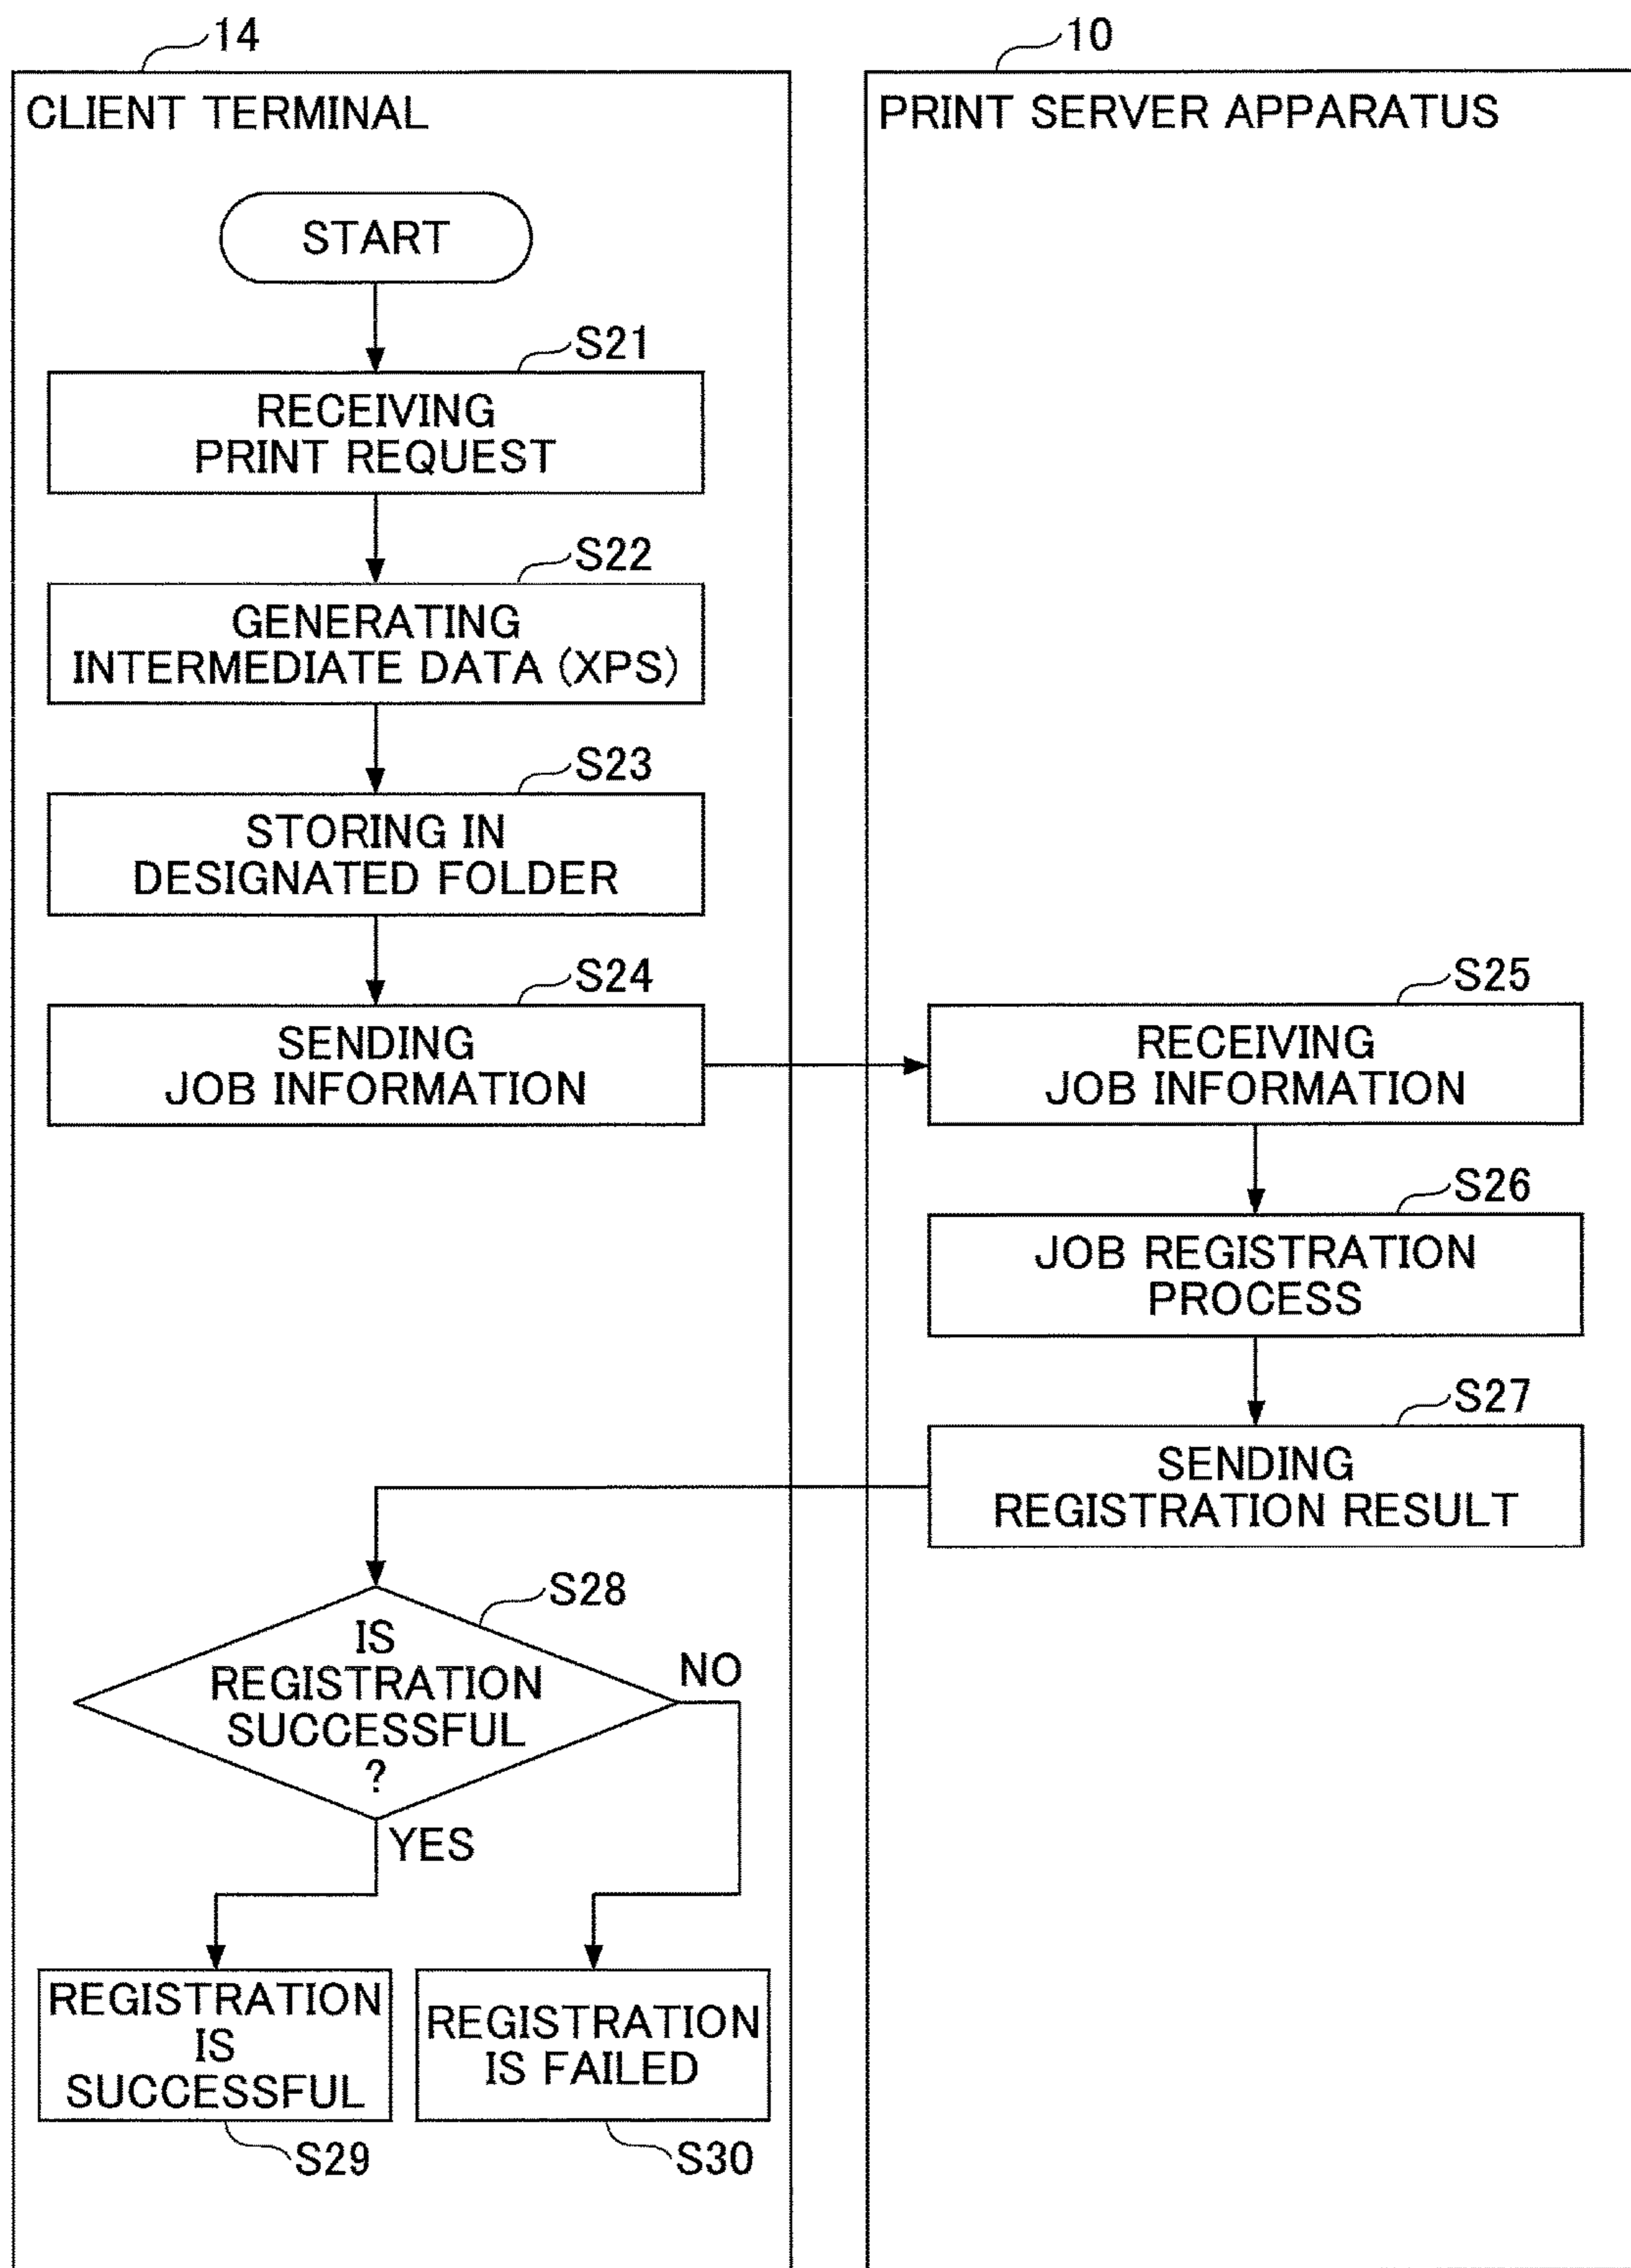 14
CLIENT TERMINAL
START
S21
RECEIVING
PRINT REQUEST
S22
GENERATING
INTERMEDIATE DATA (XPS)
S23
STORING IN
DESIGNATED FOLDER
S24
SENDING
JOB INFORMATION
10
PRINT SERVER APPARATUS
S25
RECEIVING
JOB INFORMATION
S26
JOB REGISTRATION
PROCESS
S27
SENDING
REGISTRATION RESULT
S28
IS
REGISTRATION
SUCCESSFUL
?
NO
YES
REGISTRATION
IS
SUCCESSFUL
S29
REGISTRATION
IS FAILED
S30